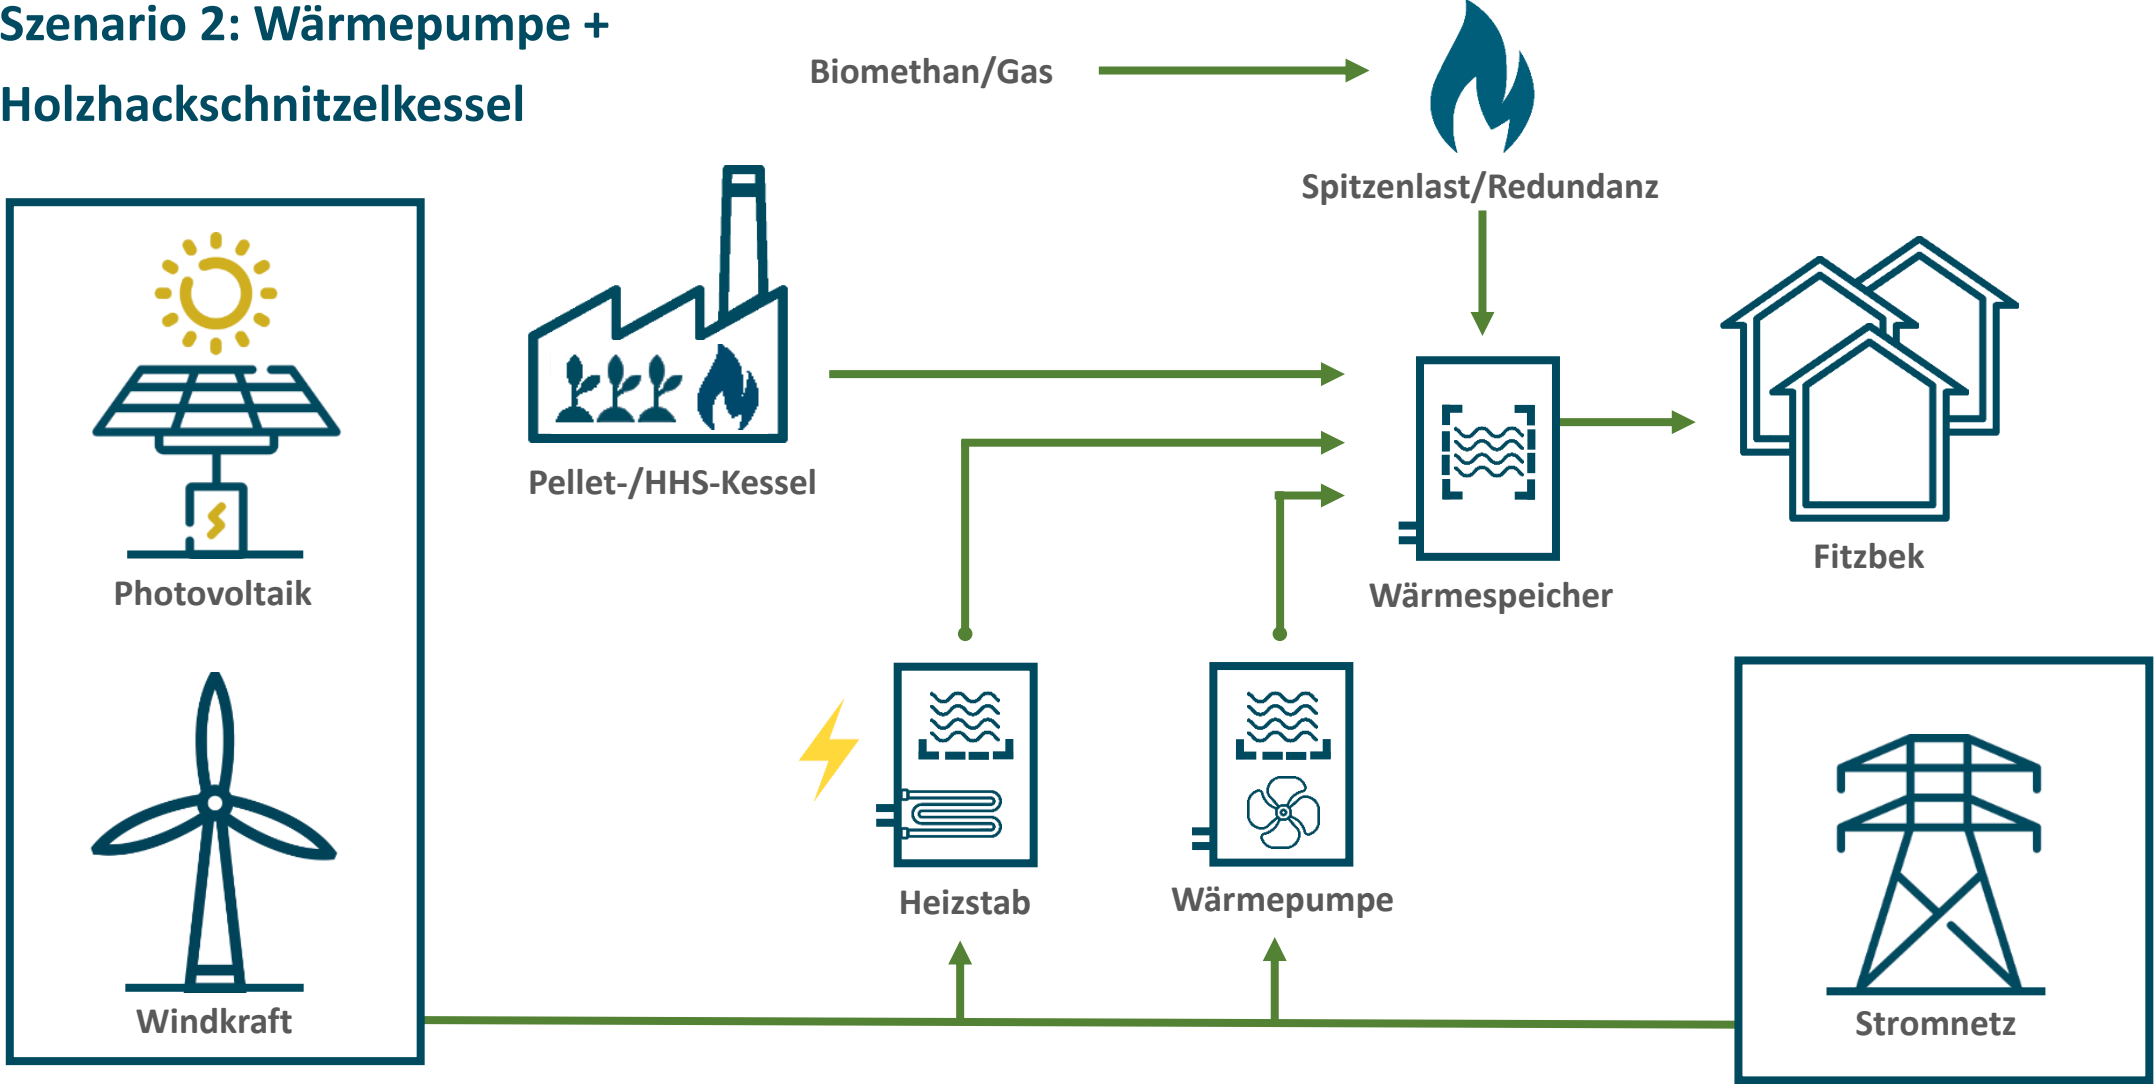 Szenario 2: Wärmepumpe +
Holzhackschnitzelkessel
Biomethan/Gas
Spitzenlast/Redundanz
Pellet-/HHS-Kessel
Photovoltaik
Fitzbek
Wärmespeicher
Heizstab
Wärmepumpe
Windkraft
Stromnetz